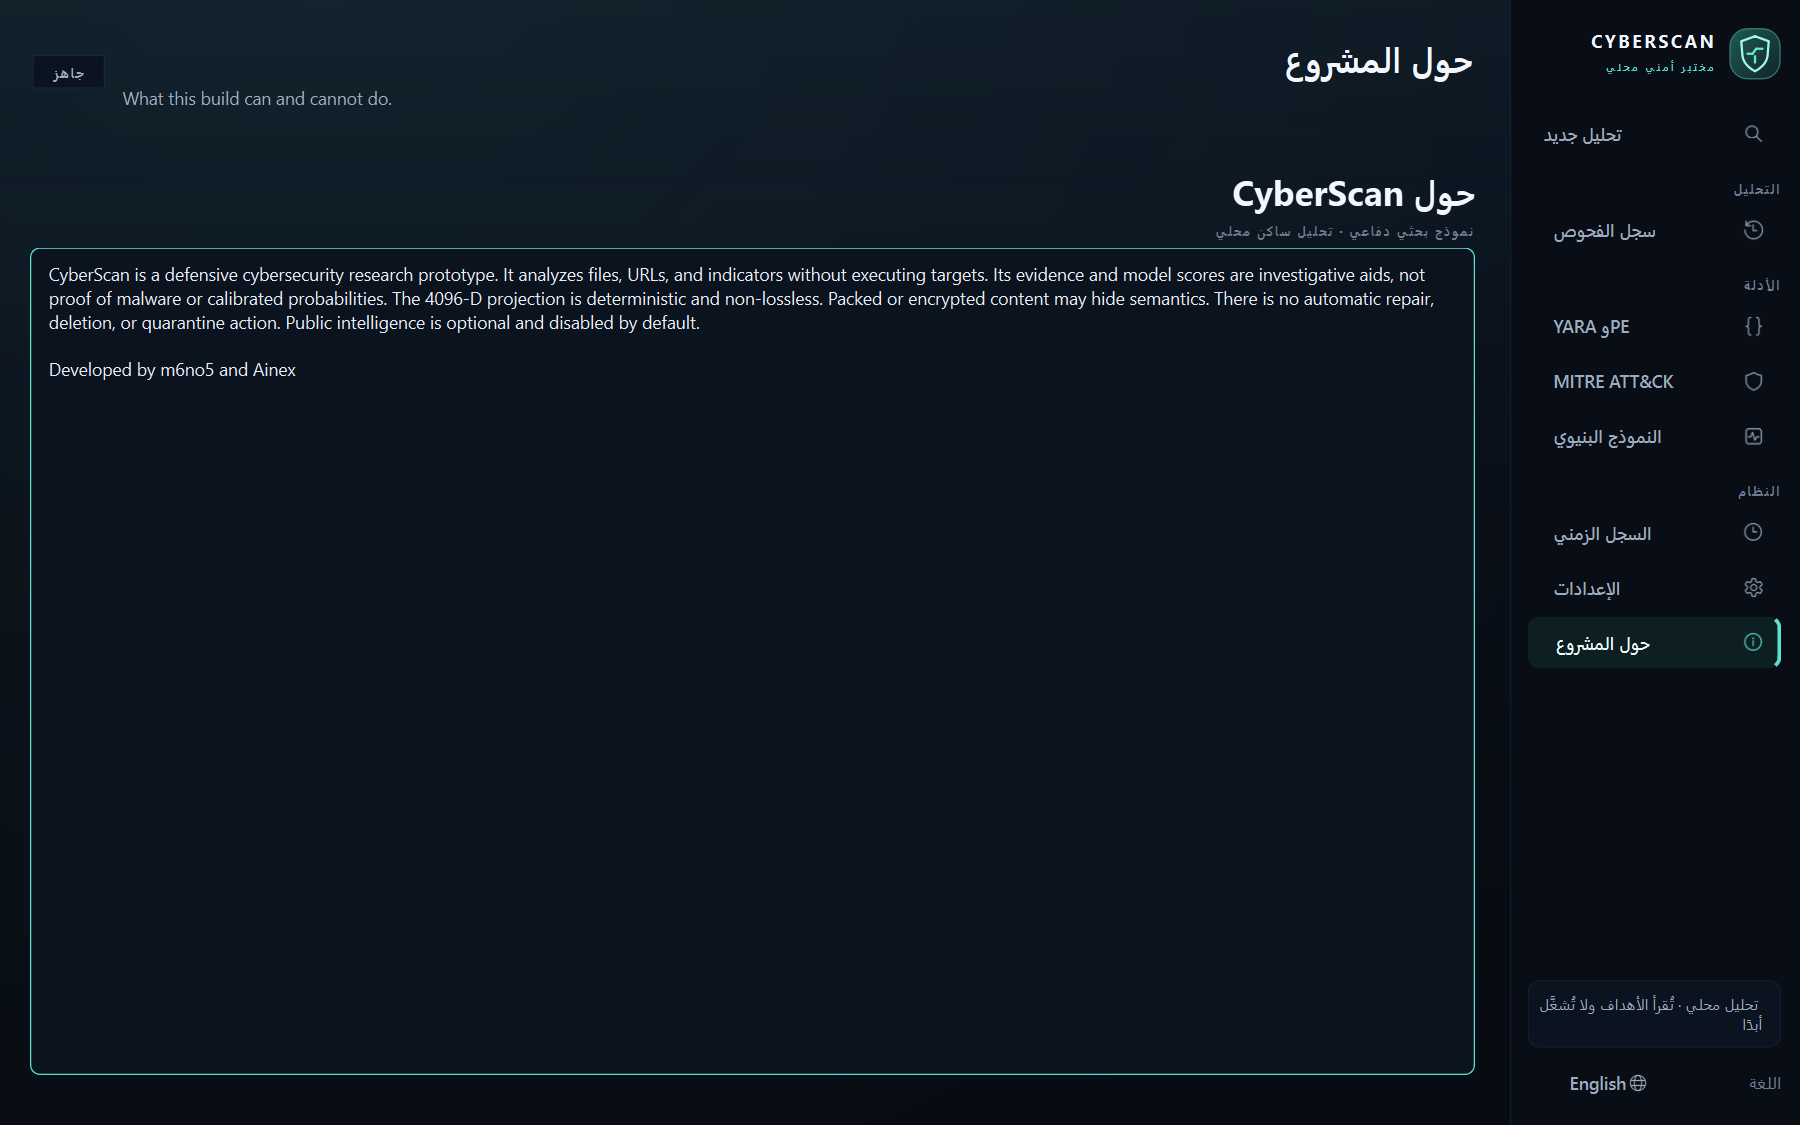 CYBERSCAN
مختبر أمني محلي
تحليل جديد
التحليل
سجل الفحوص
الأدلة
YARA وPE
MITRE ATT&CK
النموذج البنيوي
النظام
السجل الزمني
الإعدادات
حول المشروع
تحليل محلي · تُقرأ الأهداف ولا تُشغَّل
أبدًا
اللغة
English
حول المشروع
جاهز
What this build can and cannot do.
حول CyberScan
نموذج بحثي دفاعي · تحليل ساكن محلي
CyberScan is a defensive cybersecurity research prototype. It analyzes files, URLs, and indicators without executing targets. Its evidence and model scores are investigative aids, not
proof of malware or calibrated probabilities. The 4096-D projection is deterministic and non-lossless. Packed or encrypted content may hide semantics. There is no automatic repair,
deletion, or quarantine action. Public intelligence is optional and disabled by default.
Developed by m6no5 and Ainex